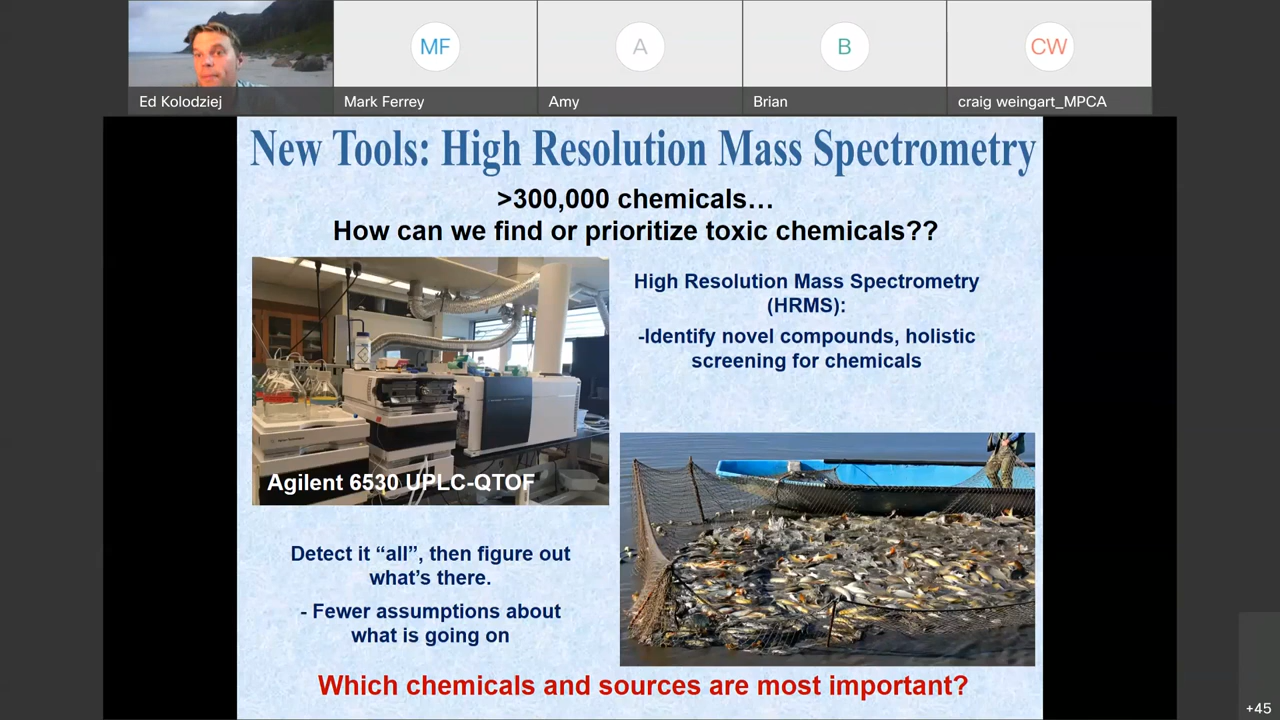 MF
A
B
CW
Ed Kolodziej
Mark Ferrey
Amy
Brian
craig weingart_MPCA
New Tools: High Resolution Mass Spectrometry
>300,000 chemicals…
How can we find or prioritize toxic chemicals??
High Resolution Mass Spectrometry
(HRMS):
-Identify novel compounds, holistic
screening for chemicals
Agilent 6530 UPLC-QTOF
Detect it “all”, then figure out
what’s there.
- Fewer assumptions about
what is going on
Which chemicals and sources are most important?
+45